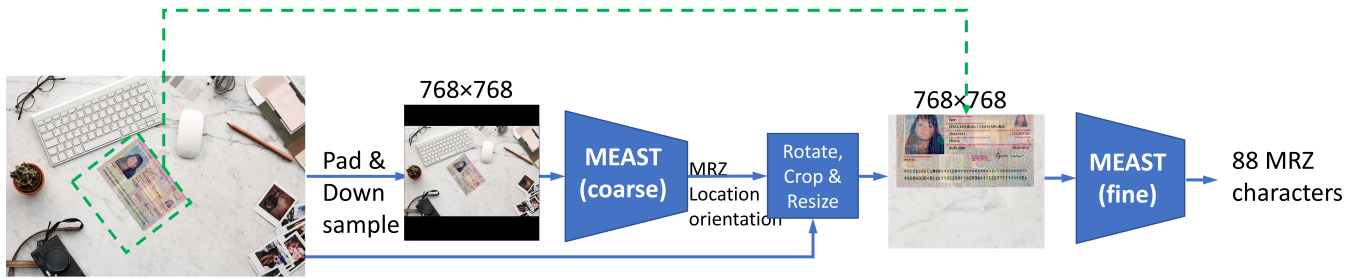 Pad &
Down
sample
768×768
MEAST
(coarse)
MRZ
Location
orientation
Rotate,
Crop &
Resize
768×768
MEAST
(fine)
88 MRZ
characters